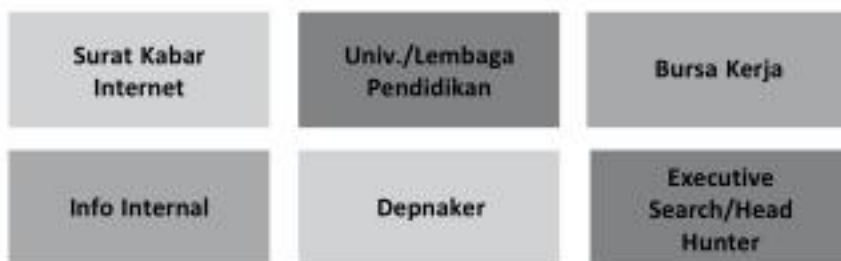 Surat Kabar
Internet
Univ./Lembaga
Pendidikan
Bursa Kerja
Info Internal
Depnaker
Executive
Search/Head
Hunter